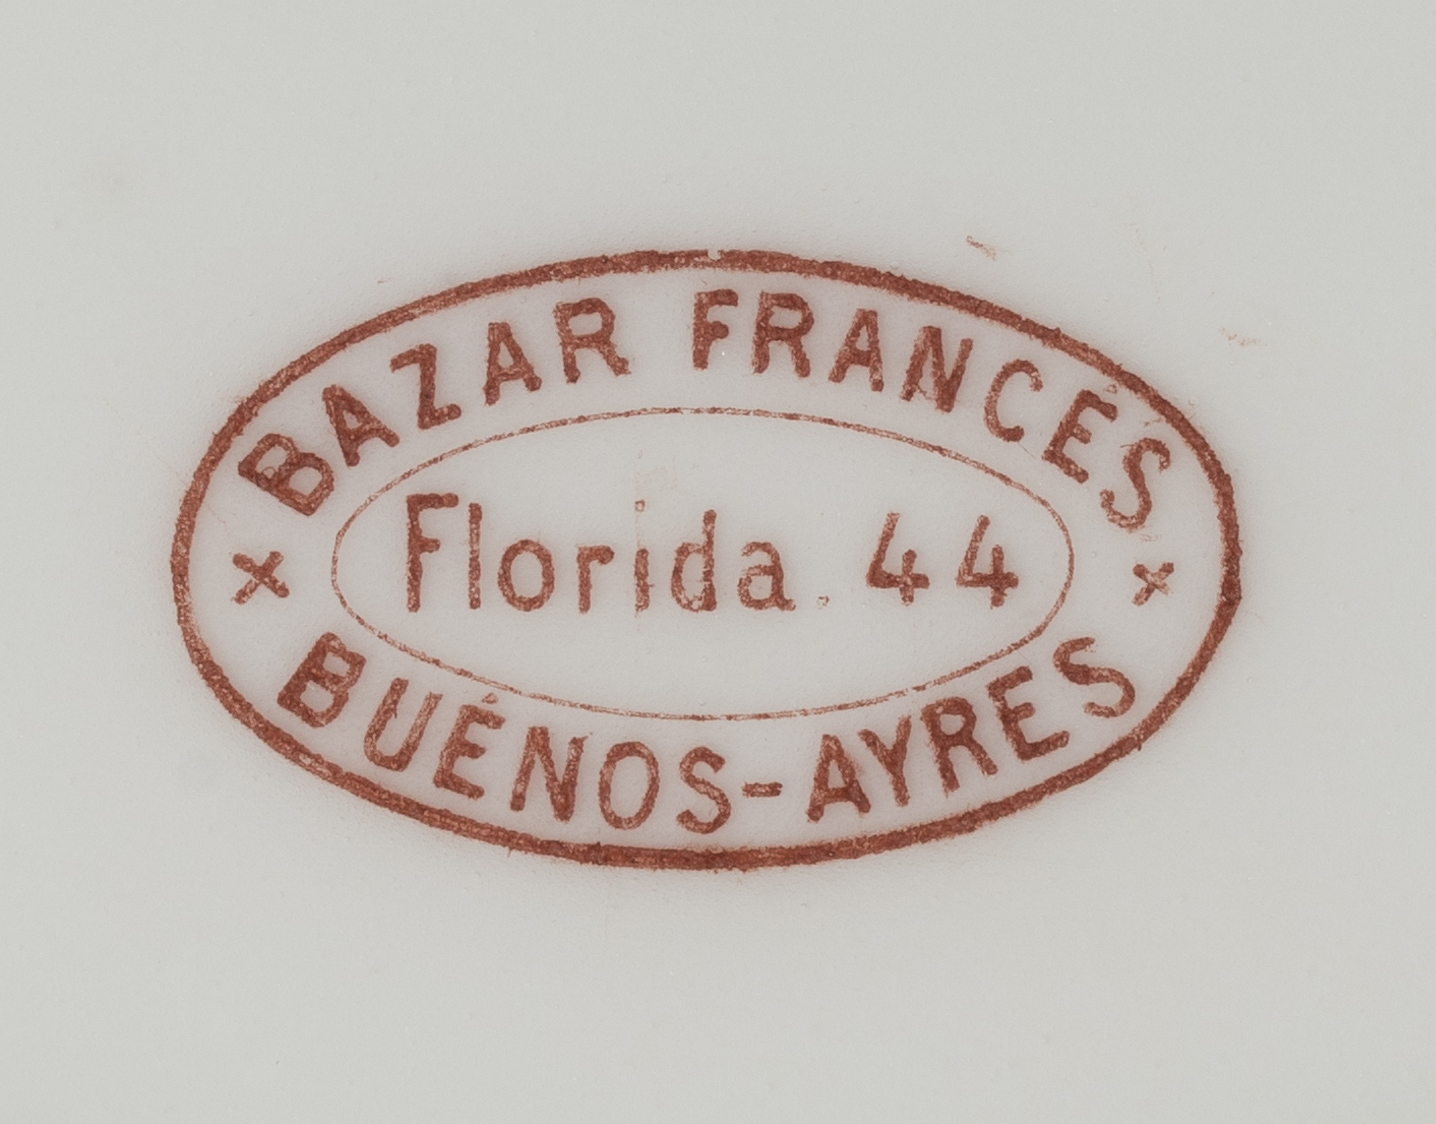 BAZAR FRANCÉS
Florida. 44
BUÉNOS-AYRES